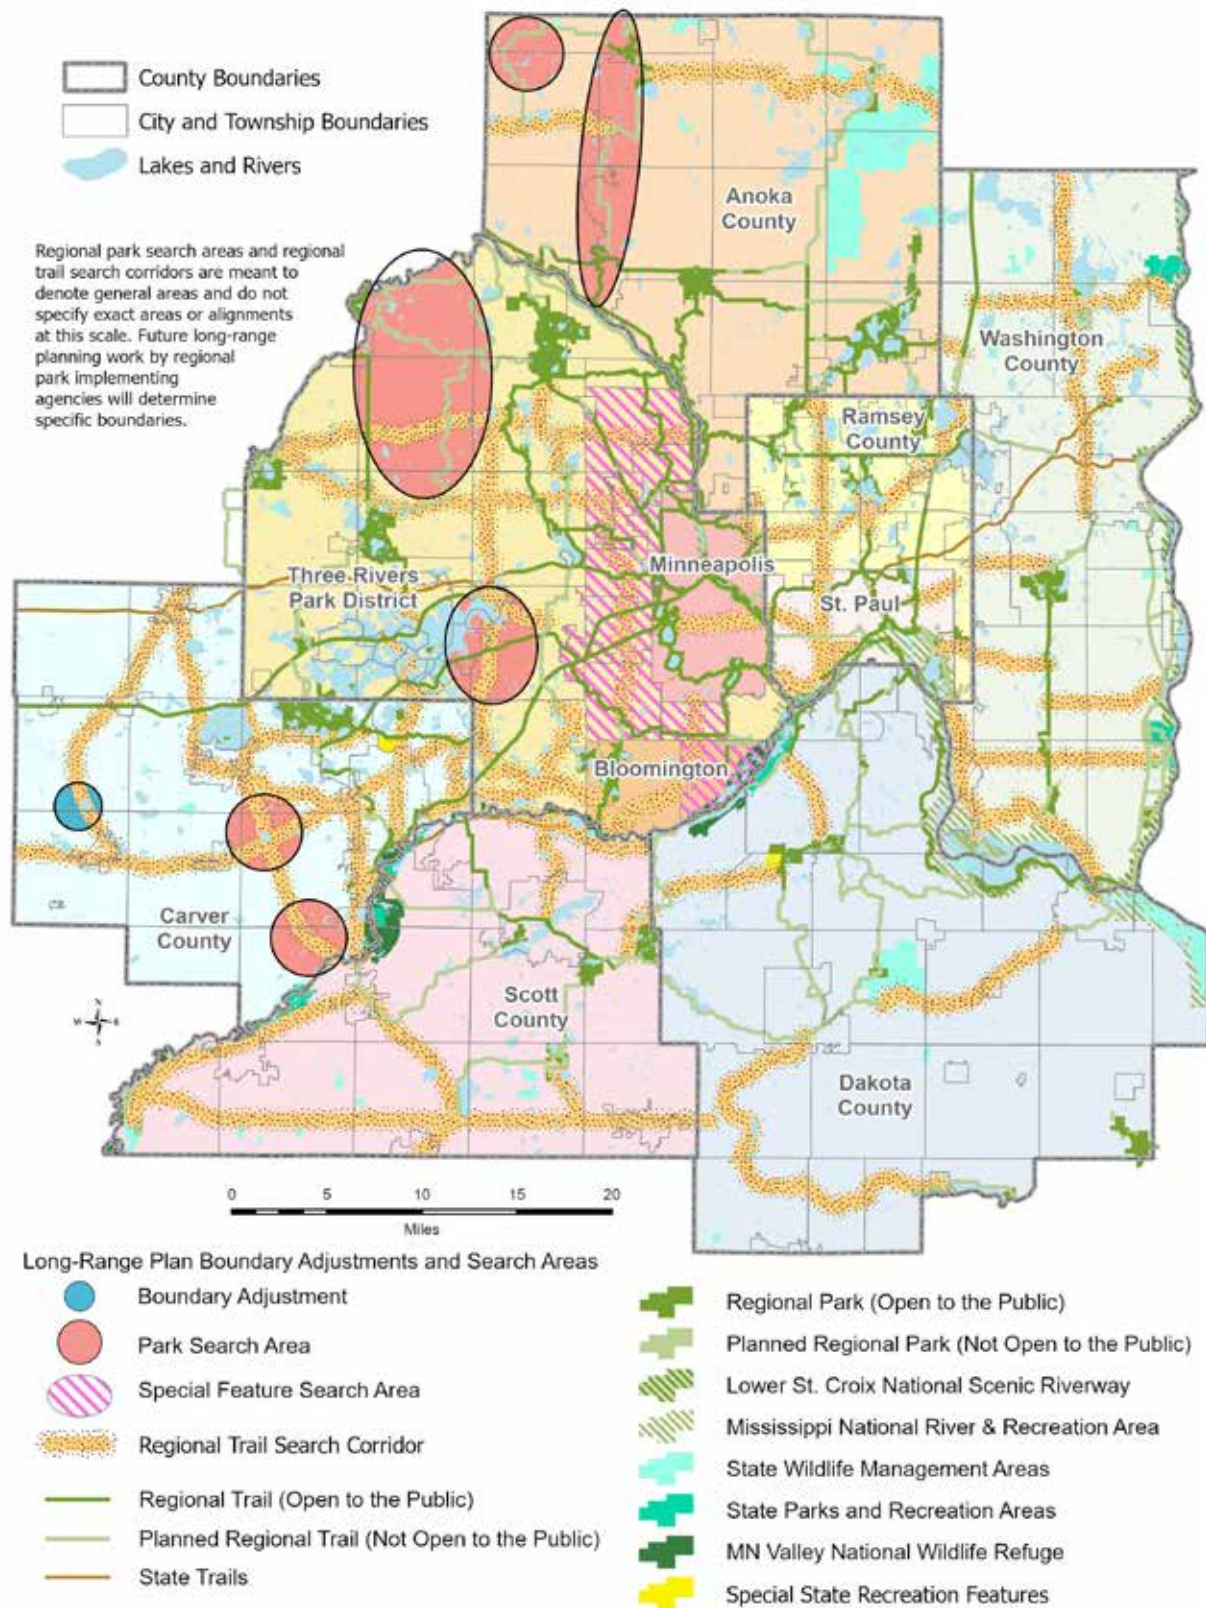 County Boundaries
City and Township Boundaries
Lakes and Rivers
Regional park search areas and regional
trail search corridors are meant to
denote general areas and do not
specify exact areas or alignments
at this scale. Future long-range
planning work by regional
park implementing
agencies will determine
specific boundaries.
Anoka
County
Washington
County
Ramsey
County
Minneapolis
Three Rivers
Park District
St. Paul
Bloomington
Carver
County
Scott
County
Dakota
County
N
W
E
S
0 5 10 15 20
Miles
Long-Range Plan Boundary Adjustments and Search Areas
Boundary Adjustment
Park Search Area
Special Feature Search Area
Regional Trail Search Corridor
Regional Trail (Open to the Public)
Planned Regional Trail (Not Open to the Public)
State Trails
Regional Park (Open to the Public)
Planned Regional Park (Not Open to the Public)
Lower St. Croix National Scenic Riverway
Mississippi National River & Recreation Area
State Wildlife Management Areas
State Parks and Recreation Areas
MN Valley National Wildlife Refuge
Special State Recreation Features